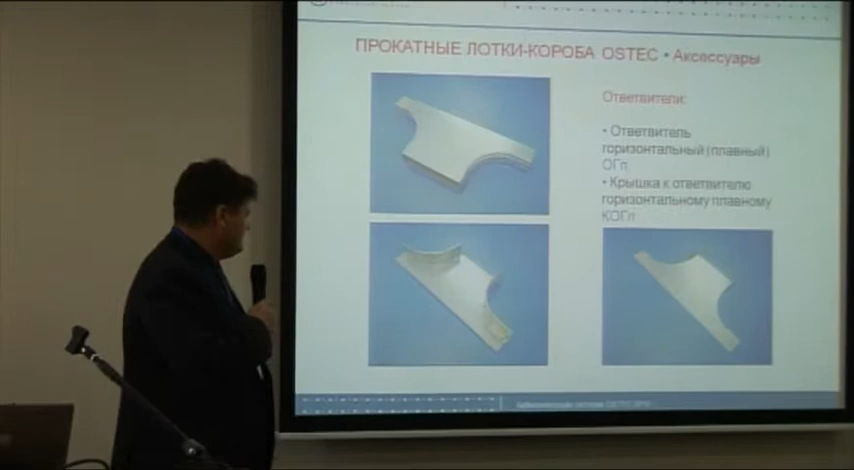 ПРОКАТНЫЕ ЛОТКИ-КОРОБА OSTEC • Аксессуары
Ответвители:
• Ответвитель
горизонтальный (плавный)
ОГп
• Крышка к ответвителю
горизонтальному плавному
КОГп